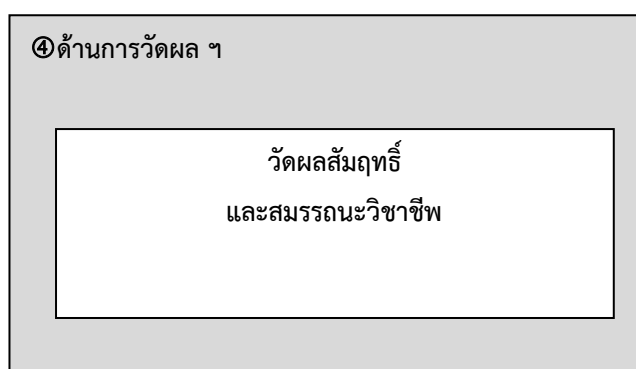 ④ด้านการวัดผล ฯ
วัดผลสัมฤทธิ์
และสมรรถนะวิชาชีพ